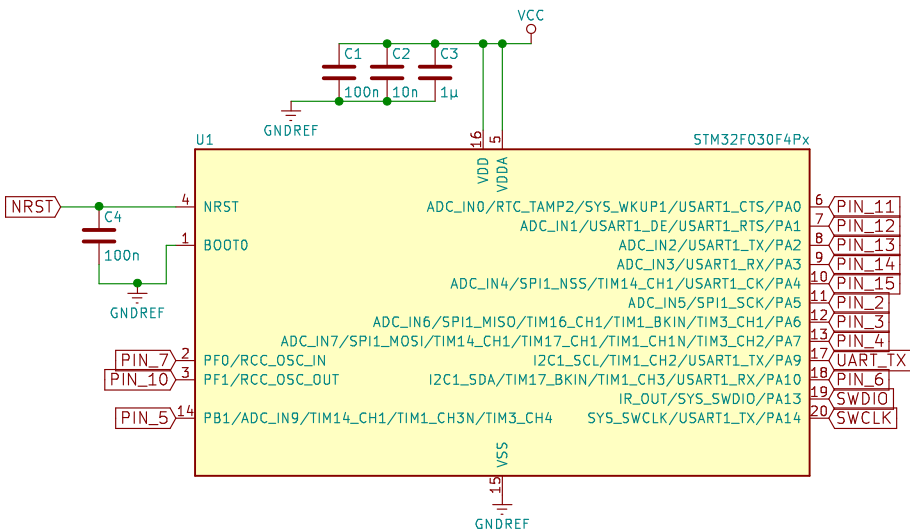 VCC
C1
C2
C3
100n
10n
1µ
GNDREF
U1
STM32F030F4Px
16
5
VDD
VDDA
NRST
4
NRST
ADC_IN0/RTC_TAMP2/SYS_WKUP1/USART1_CTS/PA0
6
PIN_11
C4
100n
ADC_IN1/USART1_DE/USART1_RTS/PA1
7
PIN_12
1
BOOT0
ADC_IN2/USART1_TX/PA2
8
PIN_13
ADC_IN3/USART1_RX/PA3
9
PIN_14
ADC_IN4/SPI1_NSS/TIM14_CH1/USART1_CK/PA4
10
PIN_15
GNDREF
ADC_IN5/SPI1_SCK/PA5
11
PIN_2
ADC_IN6/SPI1_MISO/TIM16_CH1/TIM1_BKIN/TIM3_CH1/PA6
12
PIN_3
ADC_IN7/SPI1_MOSI/TIM14_CH1/TIM17_CH1/TIM1_CH1N/TIM3_CH2/PA7
13
PIN_4
PIN_7
2
PF0/RCC_OSC_IN
I2C1_SCL/TIM1_CH2/USART1_TX/PA9
17
UART_TX
PIN_10
3
PF1/RCC_OSC_OUT
I2C1_SDA/TIM17_BKIN/TIM1_CH3/USART1_RX/PA10
18
PIN_6
IR_OUT/SYS_SWDIO/PA13
19
SWDIO
PIN_5
14
PB1/ADC_IN9/TIM14_CH1/TIM1_CH3N/TIM3_CH4
SYS_SWCLK/USART1_TX/PA14
20
SWCLK
VSS
15
GNDREF